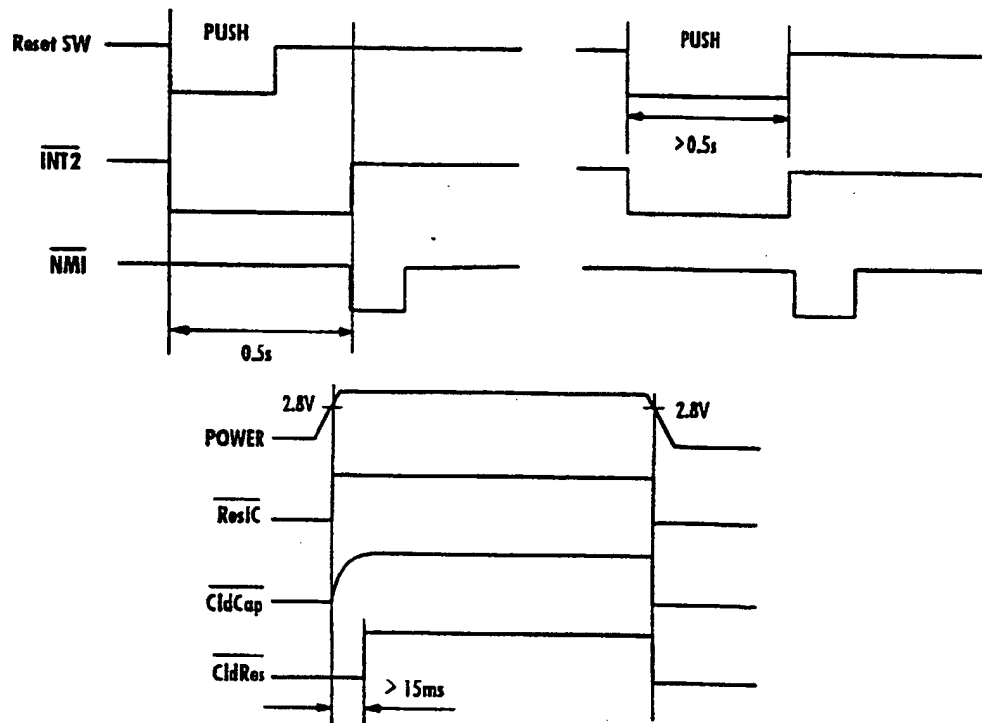 Reset SW
PUSH
PUSH
>0.5s
INT2
NMI
0.5s
2.8V
2.8V
POWER
ResIC
CldCap
CldRes
> 15ms